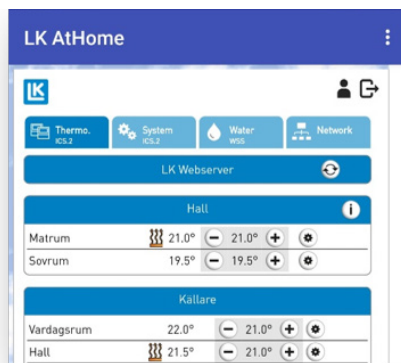 LK AtHome
LK
Thermo.
ICS.2
System
ICS.2
Water
WSS
Network
LK Webserver
Hall
i
Matrum 21.0° − 21.0° +
Sovrum 19.5° − 19.5° +
Källare
Vardagsrum 22.0° − 21.0° +
Hall 21.5° − 21.0° +